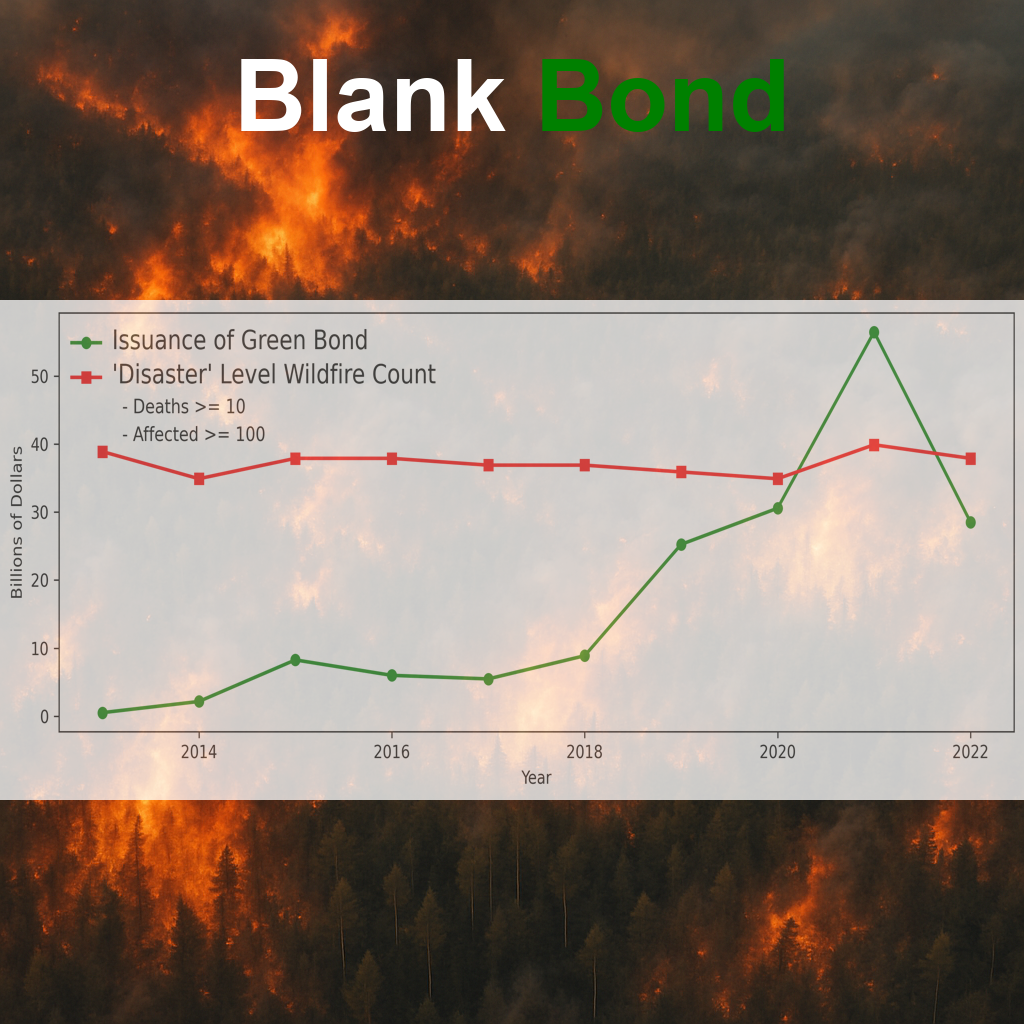 Blank Bond
Issuance of Green Bond
'Disaster' Level Wildfire Count
- Deaths >= 10
- Affected >= 100
Billions of Dollars
50
40
30
20
10
0
2014 2016 2018 2020 2022
Year